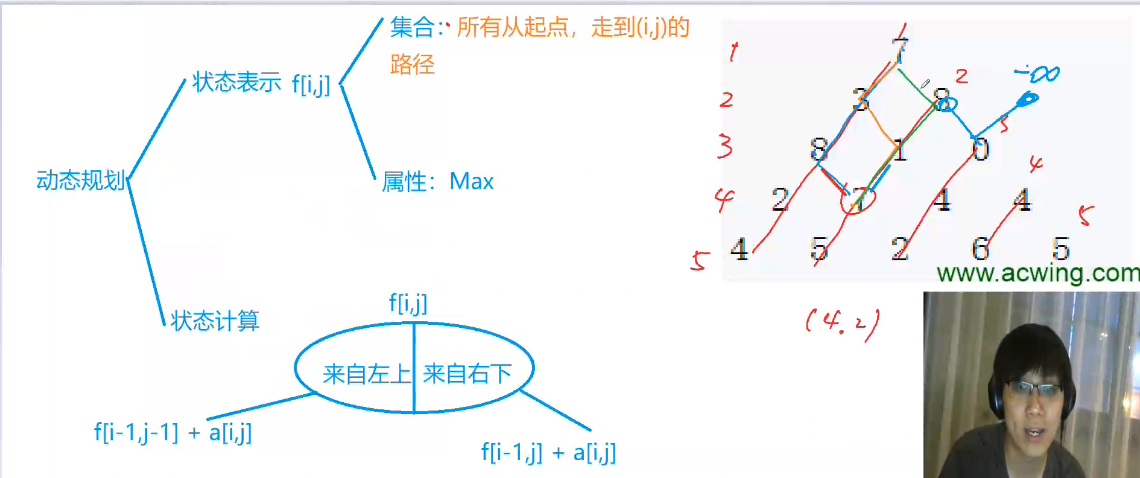 集合：所有从起点，走到(i,j)的
路径
状态表示 f[i,j]
属性：Max
动态规划
状态计算
f[i,j]
来自左上 来自右下
f[i-1,j-1] + a[i,j]
f[i-1,j] + a[i,j]
1 7
2 3 8 2 -∞
3 8 1 0 3
4 2 7 4 4 4
5 4 5 2 6 5 5
www.acwing.com
(4.2)